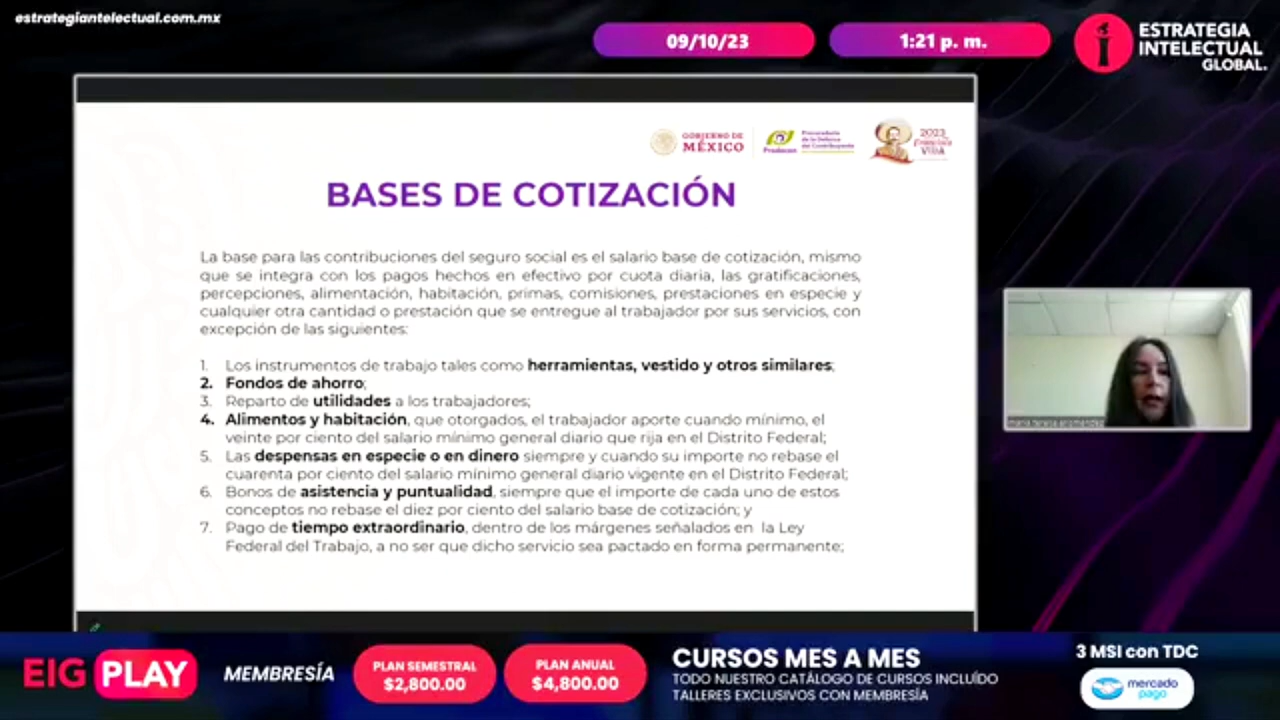 estrategiantelectual.com.mx
09/10/23
1:21 p. m.
ESTRATEGIA
INTELECTUAL
GLOBAL.
GOBIERNO DE
MÉXICO
Prodecon
Procuraduría
de la Defensa
del Contribuyente
2023
Francisco
VILLA
BASES DE COTIZACIÓN
La base para las contribuciones del seguro social es el salario base de cotización, mismo
que se integra con los pagos hechos en efectivo por cuota diaria, las gratificaciones,
percepciones, alimentación, habitación, primas, comisiones, prestaciones en especie y
cualquier otra cantidad o prestación que se entregue al trabajador por sus servicios, con
excepción de las siguientes:
1. Los instrumentos de trabajo tales como herramientas, vestido y otros similares;
2. Fondos de ahorro;
3. Reparto de utilidades a los trabajadores;
4. Alimentos y habitación, que otorgados, el trabajador aporte cuando mínimo, el
veinte por ciento del salario mínimo general diario que rija en el Distrito Federal;
5. Las despensas en especie o en dinero siempre y cuando su importe no rebase el
cuarenta por ciento del salario mínimo general diario vigente en el Distrito Federal;
6. Bonos de asistencia y puntualidad, siempre que el importe de cada uno de estos
conceptos no rebase el diez por ciento del salario base de cotización; y
7. Pago de tiempo extraordinario, dentro de los márgenes señalados en la Ley
Federal del Trabajo, a no ser que dicho servicio sea pactado en forma permanente;
EIG PLAY
MEMBRESÍA
PLAN SEMESTRAL
$2,800.00
PLAN ANUAL
$4,800.00
CURSOS MES A MES
TODO NUESTRO CATÁLOGO DE CURSOS INCLUÍDO
TALLERES EXCLUSIVOS CON MEMBRESÍA
3 MSI con TDC
mercado
pago